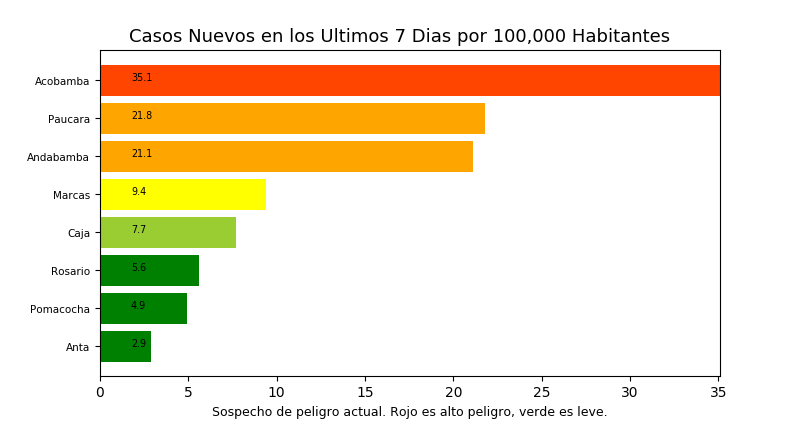 Casos Nuevos en los Ultimos 7 Dias por 100,000 Habitantes
Acobamba 35.1
Paucara 21.8
Andabamba 21.1
Marcas 9.4
Caja 7.7
Rosario 5.6
Pomacocha 4.9
Anta 2.9
0 5 10 15 20 25 30 35
Sospecho de peligro actual. Rojo es alto peligro, verde es leve.